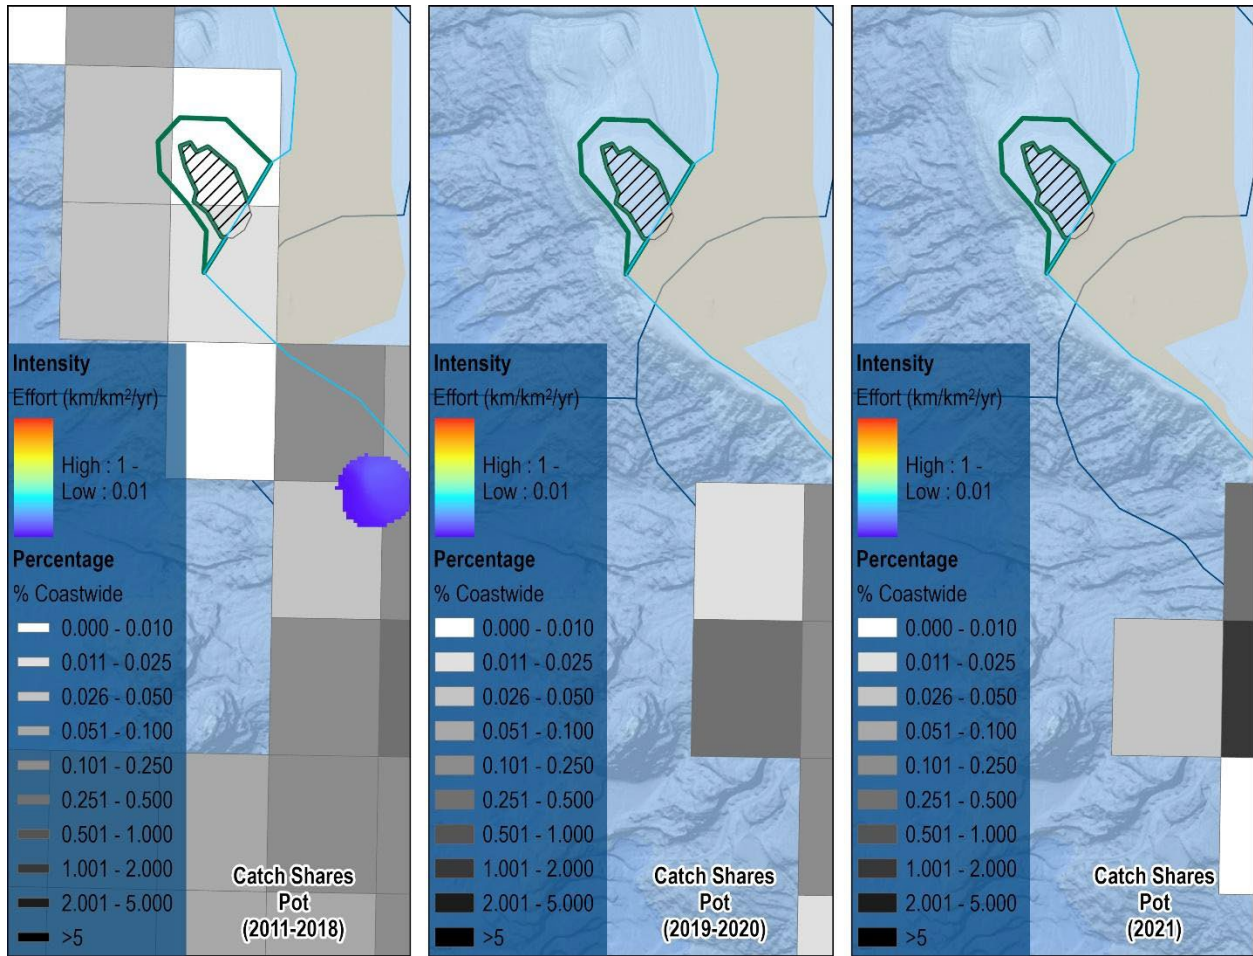 Intensity
Effort (km/km²/yr)
High : 1 -
Low : 0.01
Percentage
% Coastwide
0.000 - 0.010
0.011 - 0.025
0.026 - 0.050
0.051 - 0.100
0.101 - 0.250
0.251 - 0.500
0.501 - 1.000
1.001 - 2.000
2.001 - 5.000
>5
Catch Shares
Pot
(2011-2018)
Intensity
Effort (km/km²/yr)
High : 1 -
Low : 0.01
Percentage
% Coastwide
0.000 - 0.010
0.011 - 0.025
0.026 - 0.050
0.051 - 0.100
0.101 - 0.250
0.251 - 0.500
0.501 - 1.000
1.001 - 2.000
2.001 - 5.000
>5
Catch Shares
Pot
(2019-2020)
Intensity
Effort (km/km²/yr)
High : 1 -
Low : 0.01
Percentage
% Coastwide
0.000 - 0.010
0.011 - 0.025
0.026 - 0.050
0.051 - 0.100
0.101 - 0.250
0.251 - 0.500
0.501 - 1.000
1.001 - 2.000
2.001 - 5.000
>5
Catch Shares
Pot
(2021)